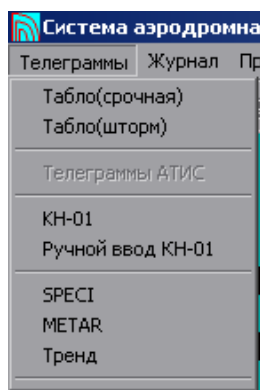 Система аэродромна
Телеграммы Журнал Пр
Табло(срочная)
Табло(шторм)
Телеграммы АТИС
КН-01
Ручной ввод КН-01
SPECI
METAR
Тренд